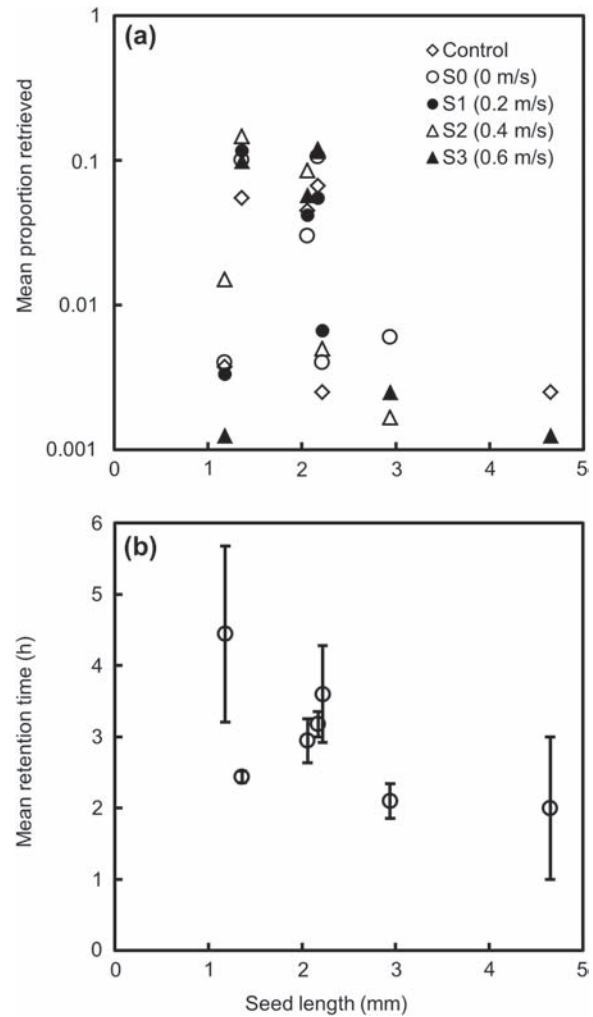 (a)
Control
S0 (0 m/s)
S1 (0.2 m/s)
S2 (0.4 m/s)
S3 (0.6 m/s)
Mean proportion retrieved
1
0.1
0.01
0.001
0 1 2 3 4 5
(b)
Mean retention time (h)
6
5
4
3
2
1
0
0 1 2 3 4 5
Seed length (mm)